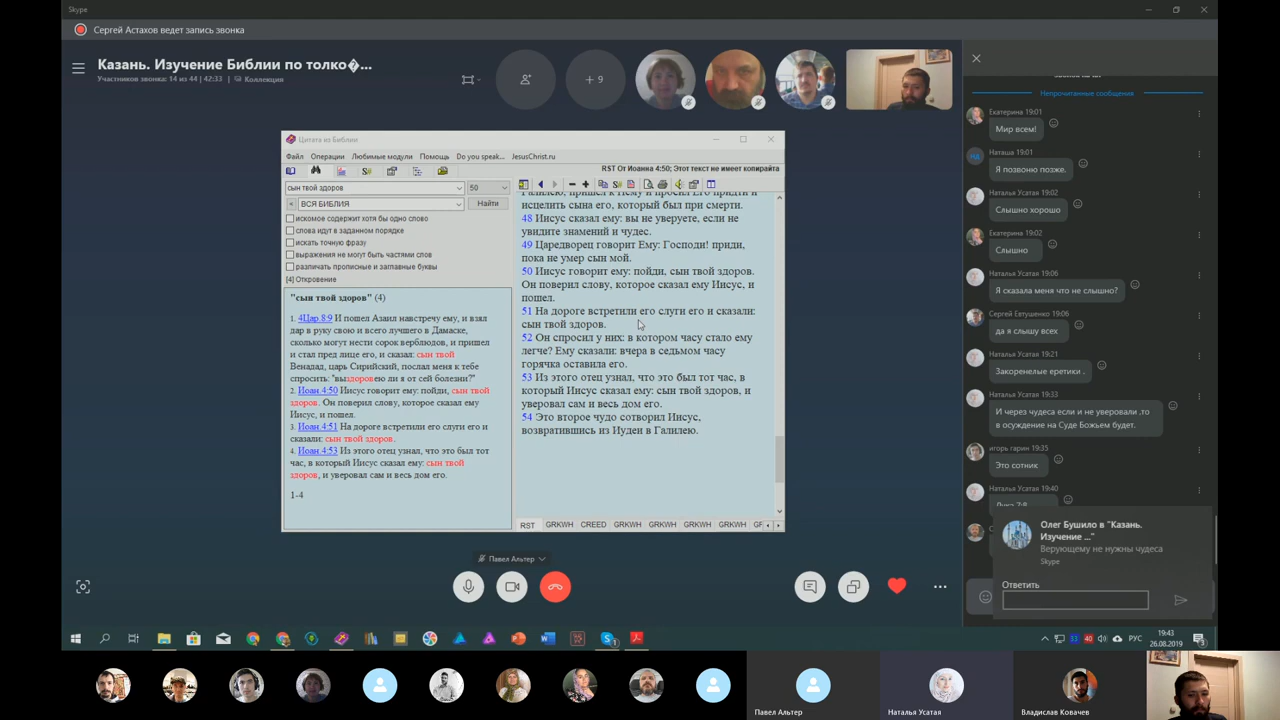 Skype
Сергей Астахов ведет запись звонка
Казань. Изучение Библии по толко�...
Участников звонка: 14 из 44 | 42:33 | Коллекция
+ 9
Цитата из Библии
Файл Операции Любимые модули Помощь Do you speak... JesusChrist.ru
RST От Иоанна 4:50; Этот текст не имеет копирайта
S#
сын твой здоров
50
ВСЯ БИБЛИЯ
Найти
искомое содержит хотя бы одно слово
слова идут в заданном порядке
искать точную фразу
выражения не могут быть частями слов
различать прописные и заглавные буквы
[4] Откровение
"сын твой здоров" (4)
1. 4Цар.8:9 И пошел Азаил навстречу ему, и взял
дар в руку свою и всего лучшего в Дамаске,
сколько могут нести сорок верблюдов, и пришел
и стал пред лице его, и сказал: сын твой
Венадад, царь Сирийский, послал меня к тебе
спросить: "выздоровею ли я от сей болезни?"
2. Иоан.4:50 Иисус говорит ему: пойди, сын твой
здоров. Он поверил слову, которое сказал ему
Иисус, и пошел.
3. Иоан.4:51 На дороге встретили его слуги его и
сказали: сын твой здоров.
4. Иоан.4:53 Из этого отец узнал, что это был тот
час, в который Иисус сказал ему: сын твой
здоров, и уверовал сам и весь дом его.
1-4
Галилею, пришел к Нему и просил Его придти и
исцелить сына его, который был при смерти.
48 Иисус сказал ему: вы не уверуете, если не
увидите знамений и чудес.
49 Царедворец говорит Ему: Господи! приди,
пока не умер сын мой.
50 Иисус говорит ему: пойди, сын твой здоров.
Он поверил слову, которое сказал ему Иисус, и
пошел.
51 На дороге встретили его слуги его и сказали:
сын твой здоров.
52 Он спросил у них: в котором часу стало ему
легче? Ему сказали: вчера в седьмом часу
горячка оставила его.
53 Из этого отец узнал, что это был тот час, в
который Иисус сказал ему: сын твой здоров, и
уверовал сам и весь дом его.
54 Это второе чудо сотворил Иисус,
возвратившись из Иудеи в Галилею.
RST GRKWH CREED GRKWH GRKWH GRKWH GRKWH
Павел Альтер
Непрочитанные сообщения
Екатерина 19:01
Мир всем!
Наташа 19:01
Я позвоню позже.
Наталья Усатая 19:02
Слышно хорошо
Екатерина 19:02
Слышно
Наталья Усатая 19:06
Я сказала меня что не слышно?
Сергей Евтушенко 19:06
да я слышу всех
Наталья Усатая 19:21
Закоренелые еретики .
Наталья Усатая 19:33
И через чудеса если и не уверовали ,то
в осуждение на Суде Божьем будет.
игорь гарин 19:35
Это сотник
Наталья Усатая 19:40
Олег Бушило в "Казань.
Изучение ..."
Верующему не нужны чудеса
Skype
Ответить
РУС
19:43
26.08.2019
Павел Альтер
Наталья Усатая
Владислав Ковачев